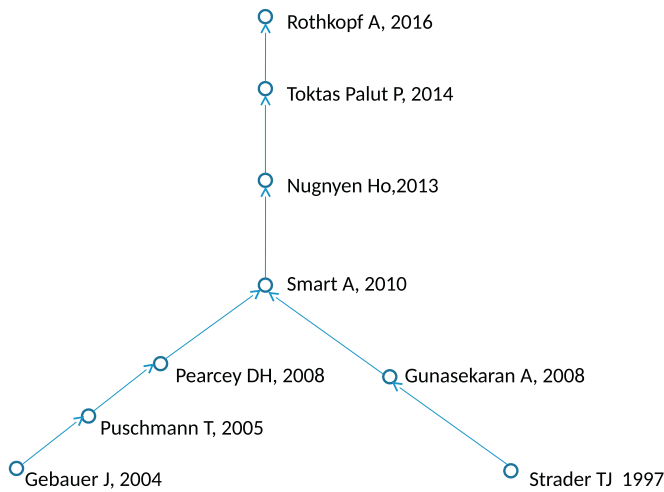 Rothkopf A, 2016
Toktas Palut P, 2014
Nugnyen Ho,2013
Smart A, 2010
Pearcey DH, 2008
Gunasekaran A, 2008
Puschmann T, 2005
Gebauer J, 2004
Strader TJ  1997